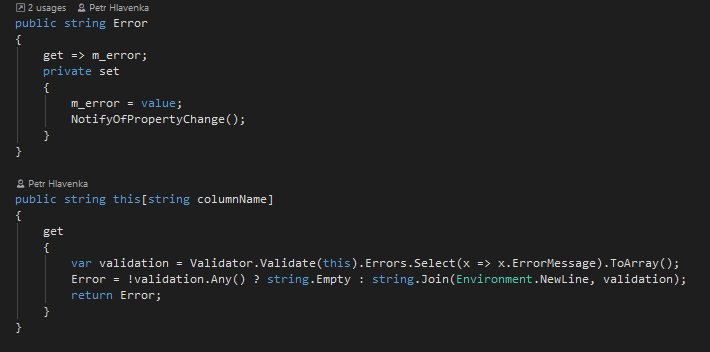 2 usages Petr Hlavenka
public string Error
{
get => m_error;
private set
{
m_error = value;
NotifyOfPropertyChange();
}
}
Petr Hlavenka
public string this[string columnName]
{
get
{
var validation = Validator.Validate(this).Errors.Select(x => x.ErrorMessage).ToArray();
Error = !validation.Any() ? string.Empty : string.Join(Environment.NewLine, validation);
return Error;
}
}